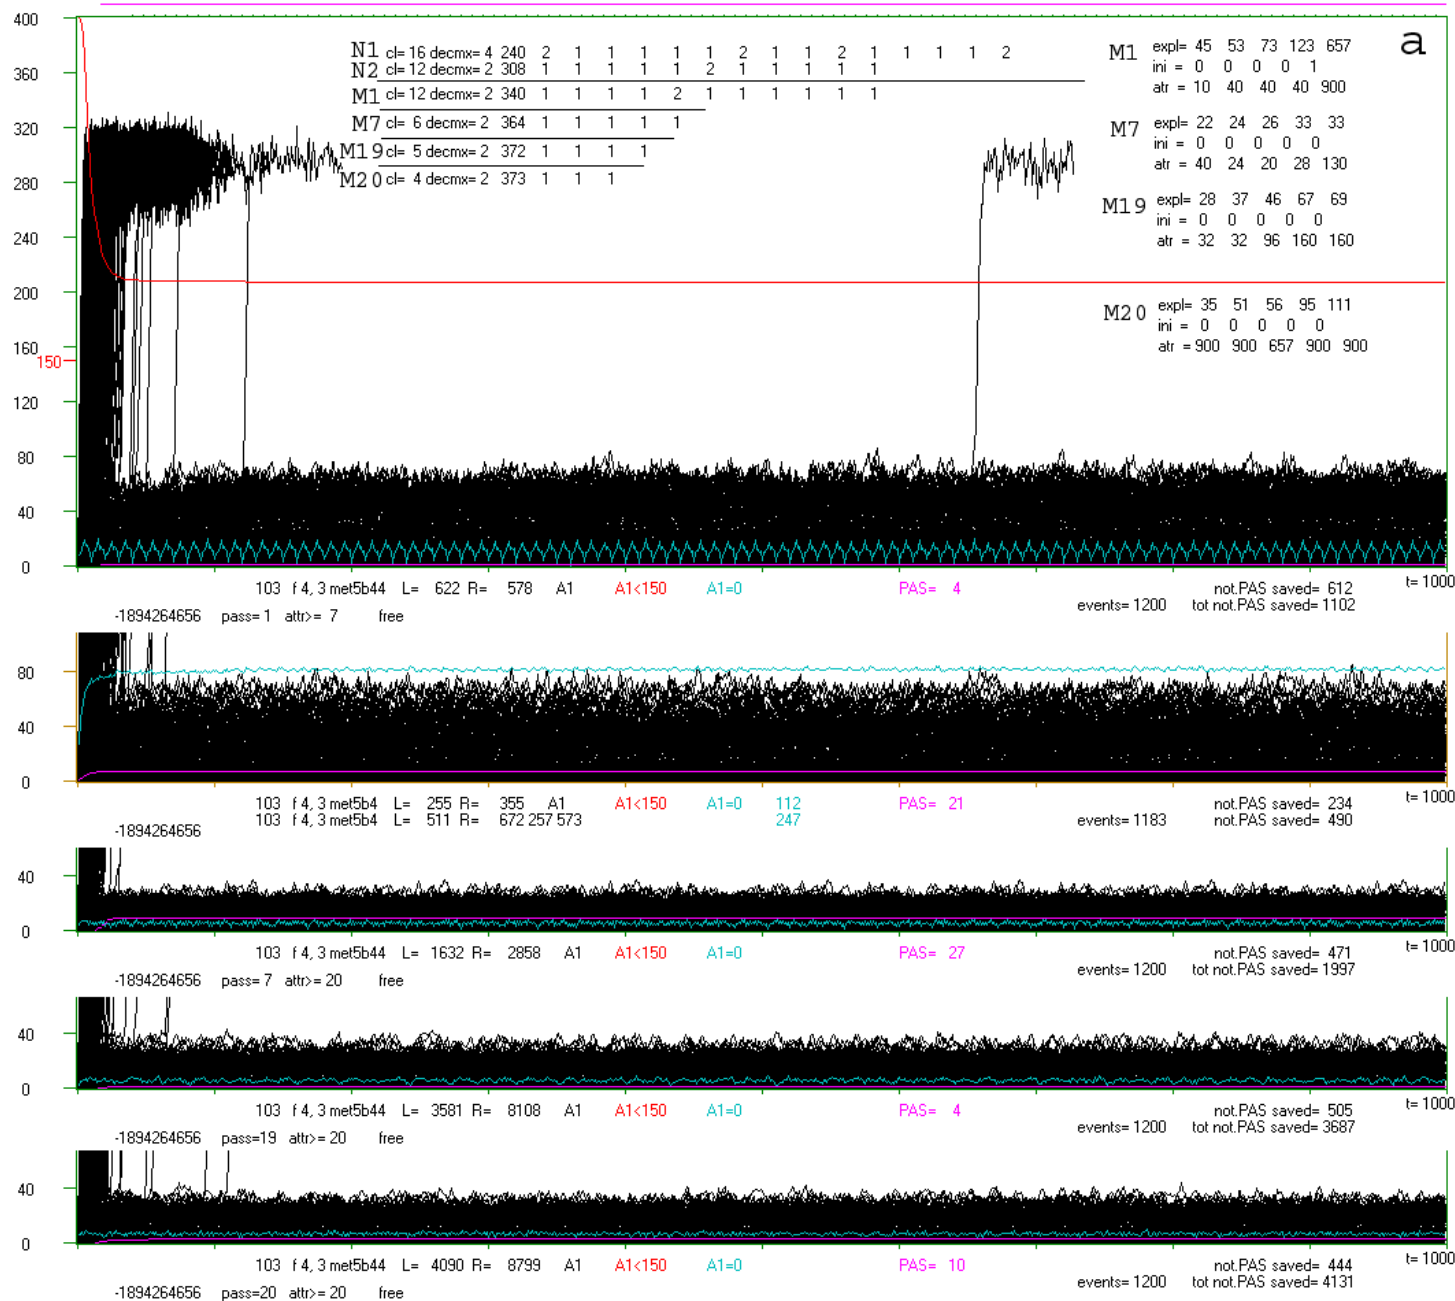 a
400
360
320
280
240
200
160
150
120
80
40
0
N1 cl= 16 decmx= 4 240 2 1 1 1 1 1 2 1 1 2 1 1 1 1 2
N2 cl= 12 decmx= 2 308 1 1 1 1 1 2 1 1 1 1 1
M1 cl= 12 decmx= 2 340 1 1 1 1 2 1 1 1 1 1 1
M7 cl= 6 decmx= 2 364 1 1 1 1 1
M19 cl= 5 decmx= 2 372 1 1 1 1
M20 cl= 4 decmx= 2 373 1 1 1
M1 expl= 45 53 73 123 657
ini = 0 0 0 0 1
atr = 10 40 40 40 900
M7 expl= 22 24 26 33 33
ini = 0 0 0 0 0
atr = 40 24 20 28 130
M19 expl= 28 37 46 67 69
ini = 0 0 0 0 0
atr = 32 32 96 160 160
M20 expl= 35 51 56 95 111
ini = 0 0 0 0 0
atr = 900 900 657 900 900
t= 1000
103 f 4, 3 met5b44 L= 622 R= 578 A1 A1<150 A1=0 PAS= 4 not.PAS saved= 612
events= 1200 tot not.PAS saved= 1102
-1894264656 pass= 1 attr>= 7 free
80
40
0
t= 1000
103 f 4, 3 met5b4 L= 255 R= 355 A1 A1<150 A1=0 112 PAS= 21 not.PAS saved= 234
103 f 4, 3 met5b4 L= 511 R= 672 257 573 247 events= 1183 not.PAS saved= 490
-1894264656
40
0
t= 1000
103 f 4, 3 met5b44 L= 1632 R= 2858 A1 A1<150 A1=0 PAS= 27 not.PAS saved= 471
events= 1200 tot not.PAS saved= 1997
-1894264656 pass= 7 attr>= 20 free
40
0
t= 1000
103 f 4, 3 met5b44 L= 3581 R= 8108 A1 A1<150 A1=0 PAS= 4 not.PAS saved= 505
events= 1200 tot not.PAS saved= 3687
-1894264656 pass=19 attr>= 20 free
40
0
t= 1000
103 f 4, 3 met5b44 L= 4090 R= 8799 A1 A1<150 A1=0 PAS= 10 not.PAS saved= 444
events= 1200 tot not.PAS saved= 4131
-1894264656 pass=20 attr>= 20 free